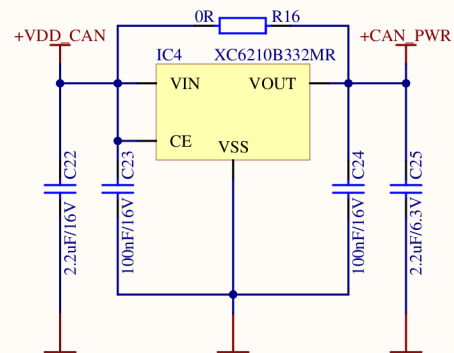 0R R16
+VDD_CAN +CAN_PWR
IC4 XC6210B332MR
VIN VOUT
CE
VSS
C22
2.2uF/16V
C23
100nF/16V
C24
100nF/16V
C25
2.2uF/6.3V